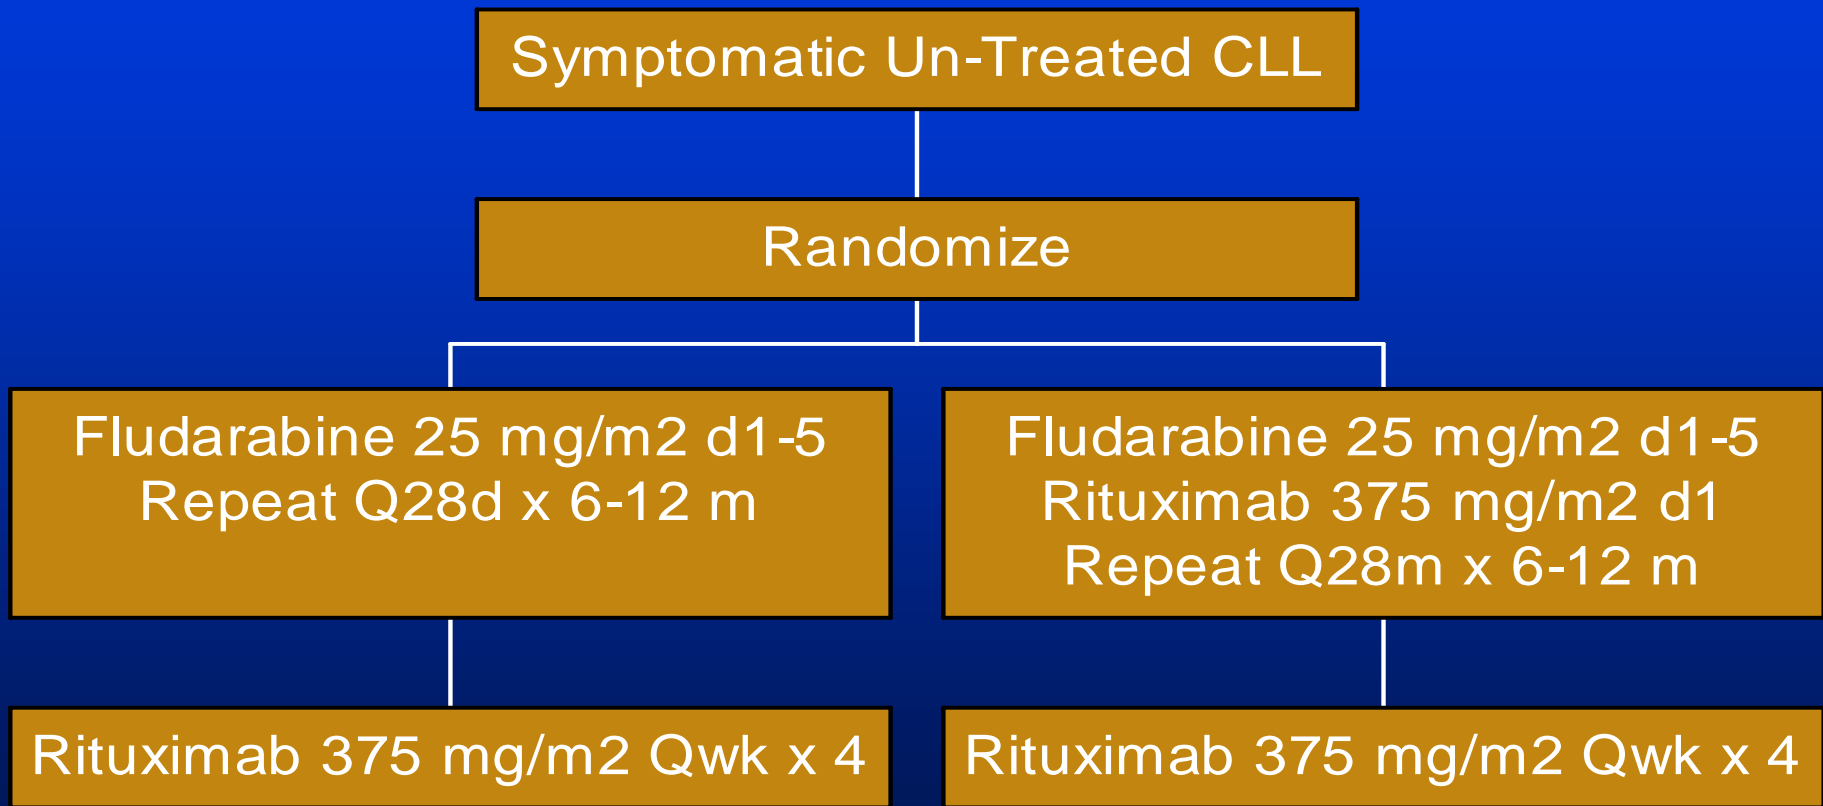 Symptomatic Un-Treated CLL
Randomize
Fludarabine 25 mg/m2 d1-5
Repeat Q28d x 6-12 m
Fludarabine 25 mg/m2 d1-5
Rituximab 375 mg/m2 d1
Repeat Q28m x 6-12 m
Rituximab 375 mg/m2 Qwk x 4
Rituximab 375 mg/m2 Qwk x 4